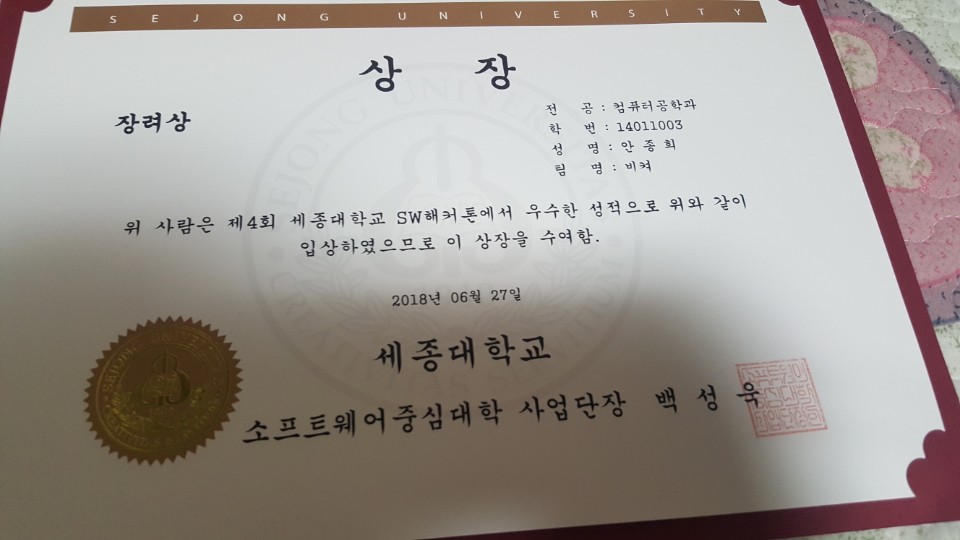 SEJONG UNIVERSITY
상 장
장려상
전 공 : 컴퓨터공학과
학 번 : 14011003
성 명 : 안종희
팀 명 : 비켜
위 사람은 제4회 세종대학교 SW해커톤에서 우수한 성적으로 위와 같이
입상하였으므로 이 상장을 수여함.
2018년 06월 27일
세종대학교
소프트웨어중심대학 사업단장 백 성 욱